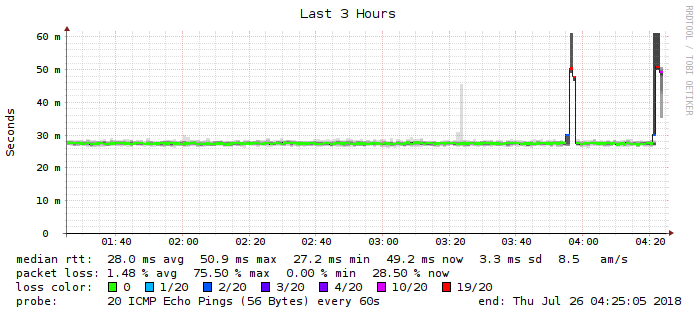 Last 3 Hours
RRDTOOL / TOBI OETIKER
Seconds
60 m
50 m
40 m
30 m
20 m
10 m
0
01:40 02:00 02:20 02:40 03:00 03:20 03:40 04:00 04:20
median rtt: 28.0 ms avg 50.9 ms max 27.2 ms min 49.2 ms now 3.3 ms sd 8.5 am/s
packet loss: 1.48 % avg 75.50 % max 0.00 % min 28.50 % now
loss color: 0 1/20 2/20 3/20 4/20 10/20 19/20
probe: 20 ICMP Echo Pings (56 Bytes) every 60s end: Thu Jul 26 04:25:05 2018